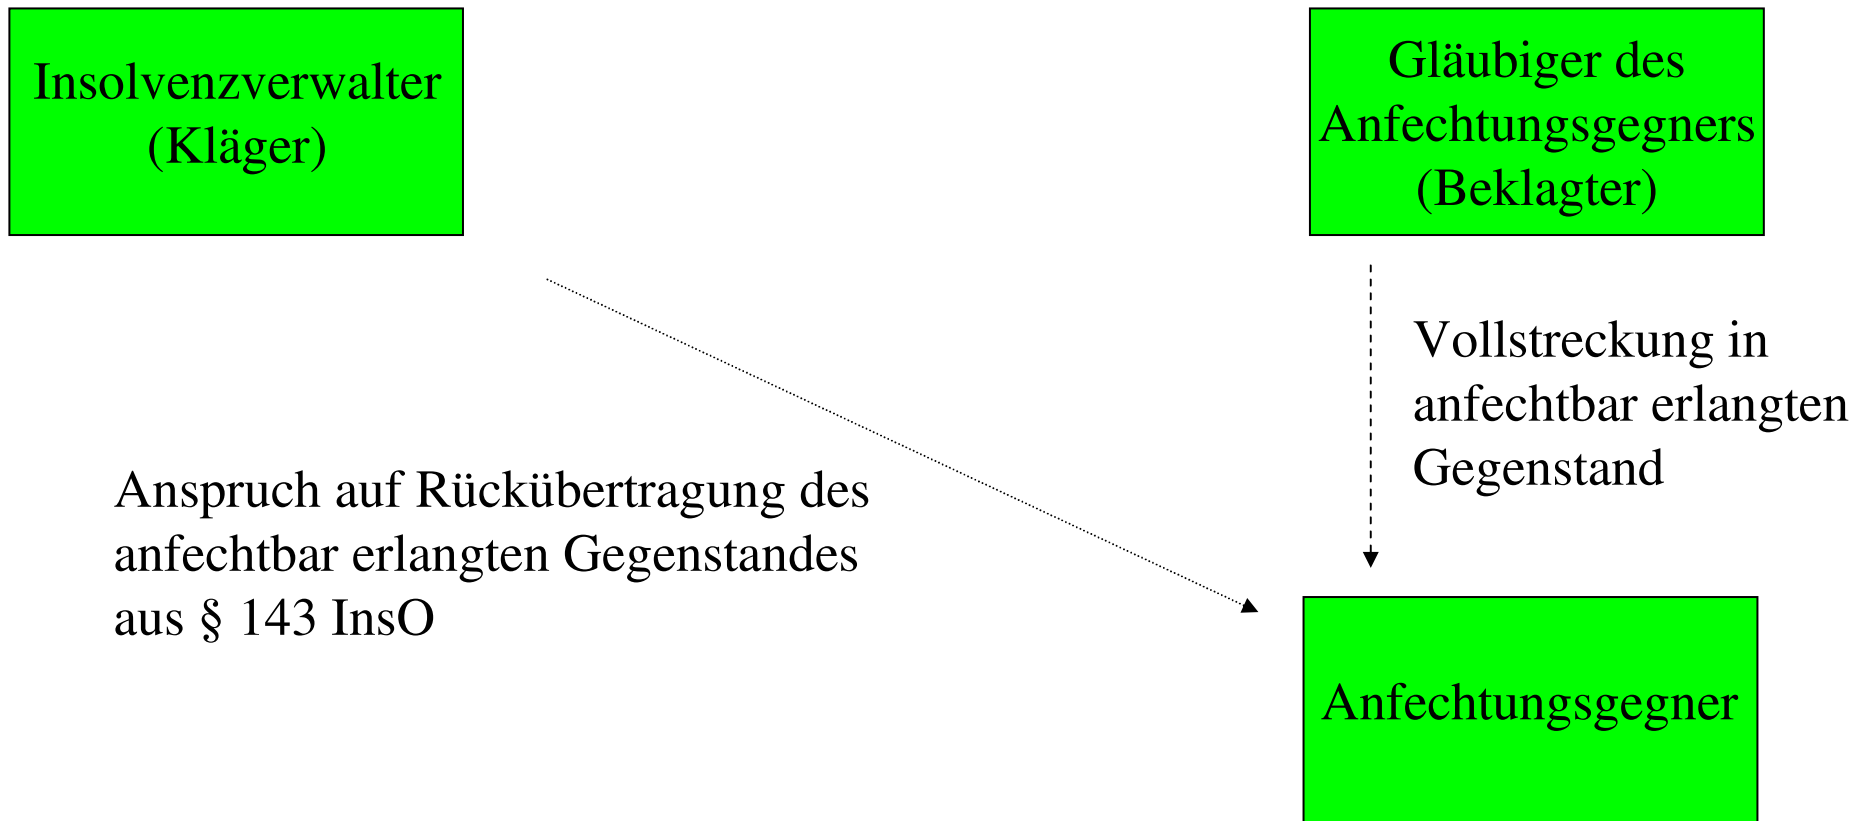 Insolvenzverwalter
(Kläger)
Gläubiger des
Anfechtungsgegners
(Beklagter)
Vollstreckung in
anfechtbar erlangten
Gegenstand
Anspruch auf Rückübertragung des
anfechtbar erlangten Gegenstandes
aus § 143 InsO
Anfechtungsgegner